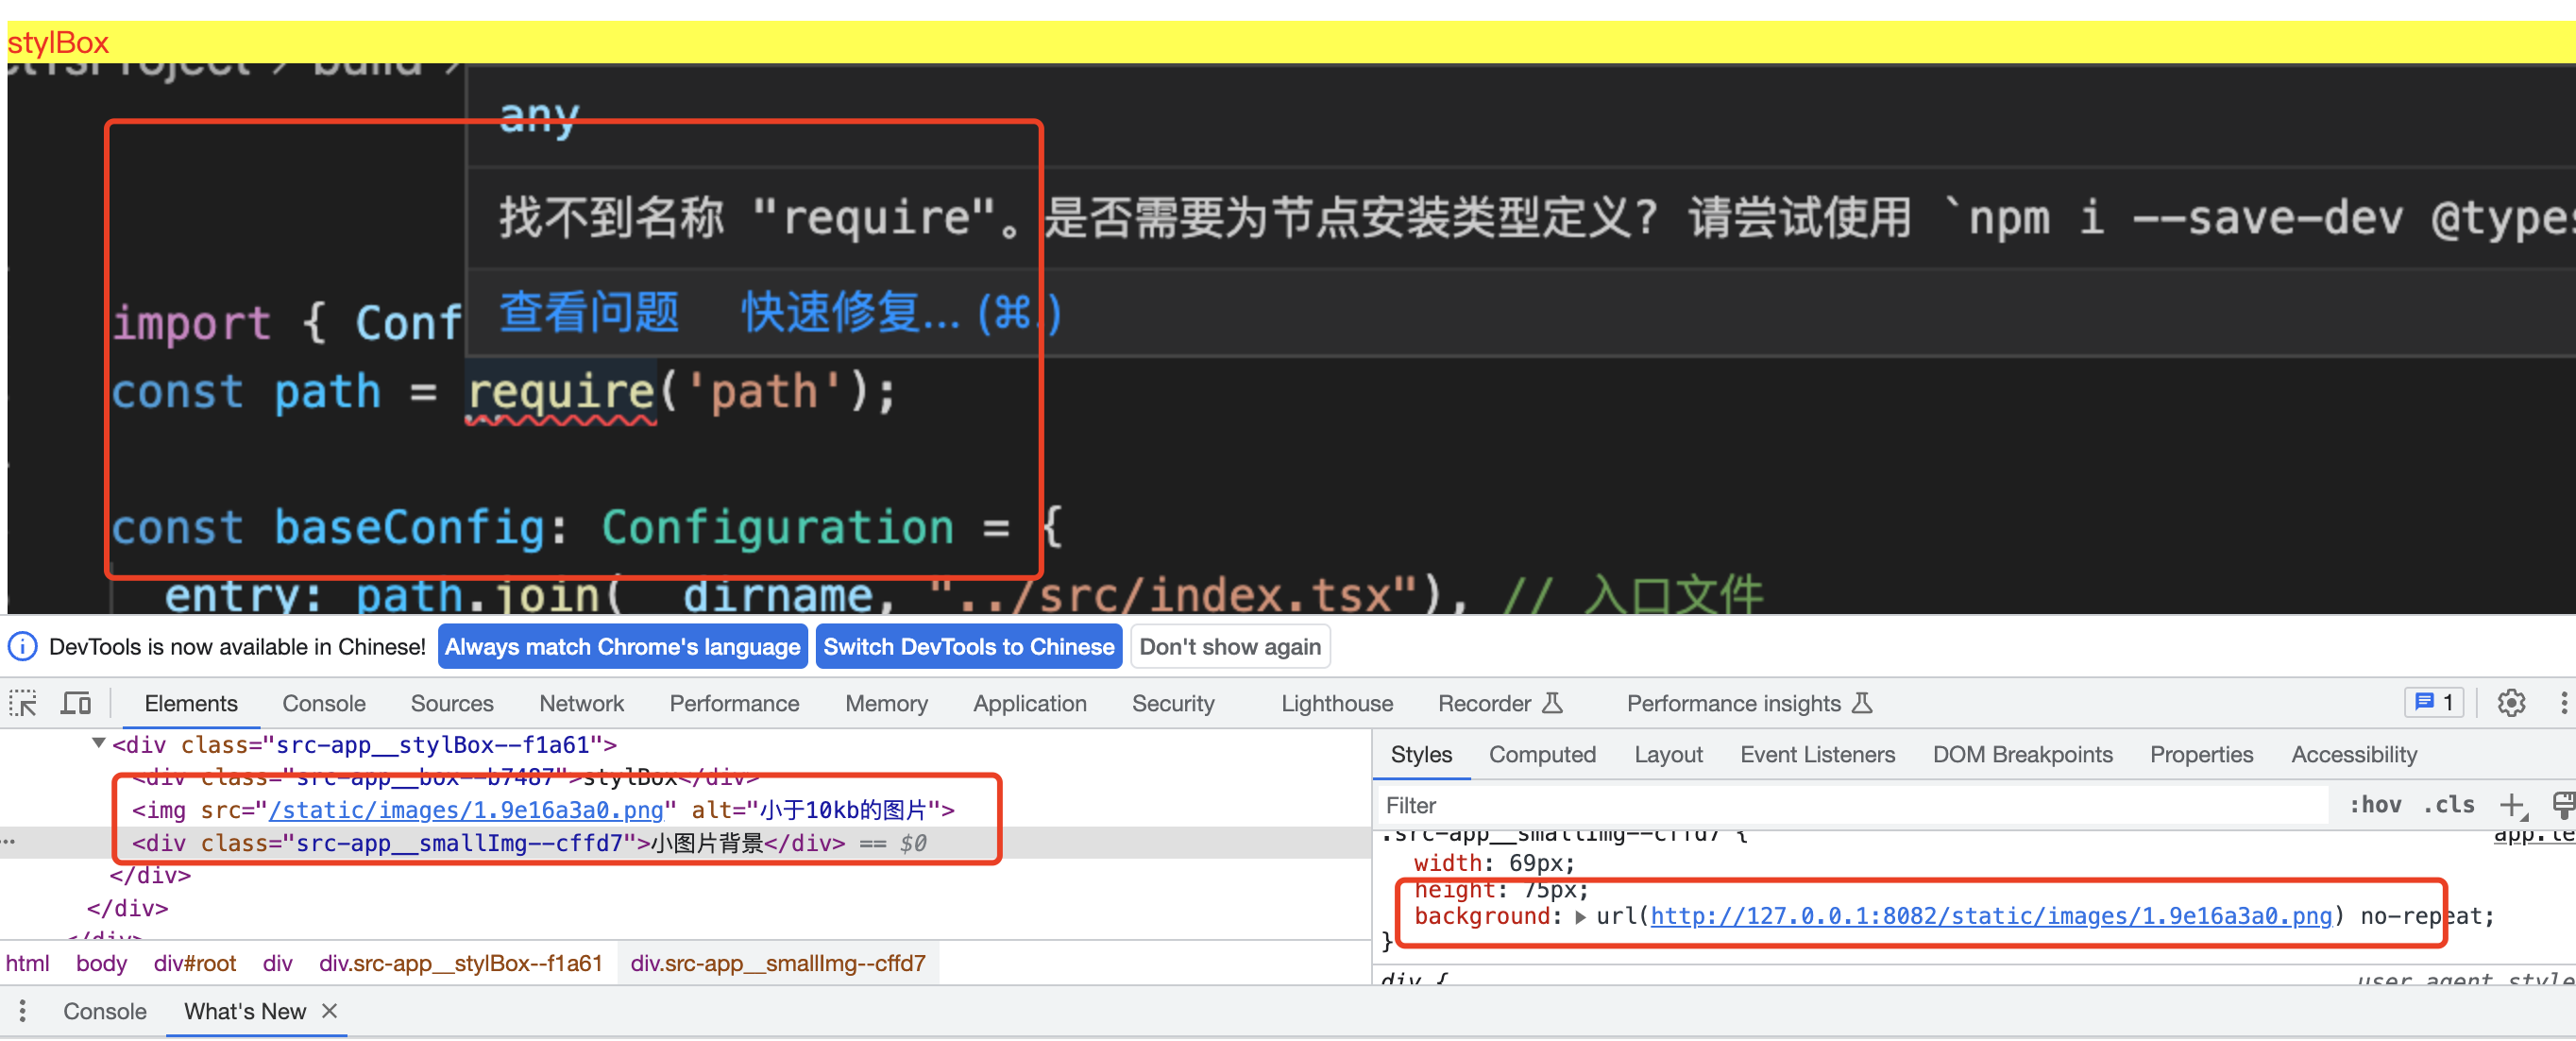 stylBox
any
找不到名称 "require"。是否需要为节点安装类型定义? 请尝试使用 `npm i --save-dev @types
查看问题 快速修复... (⌘.)
import { Conf
const path = require('path');
const baseConfig: Configuration = {
entry: path.join(__dirname, "../src/index.tsx"), // 入口文件
DevTools is now available in Chinese! Always match Chrome's language Switch DevTools to Chinese Don't show again
Elements Console Sources Network Performance Memory Application Security Lighthouse Recorder Performance insights 1
<div class="src-app__stylBox--f1a61">
<div class="src-app__box--b7487">stylBox</div>
<img src="/static/images/1.9e16a3a0.png" alt="小于10kb的图片">
<div class="src-app__smallImg--cffd7">小图片背景</div> == $0
</div>
</div>
</div>
html body div#root div div.src-app__stylBox--f1a61 div.src-app__smallImg--cffd7
Styles Computed Layout Event Listeners DOM Breakpoints Properties Accessibility
Filter :hov .cls
.src-app__smallImg--cffd7 { app.le
width: 69px;
height: 75px;
background: url(http://127.0.0.1:8082/static/images/1.9e16a3a0.png) no-repeat;
}
div { user agent style
Console What's New